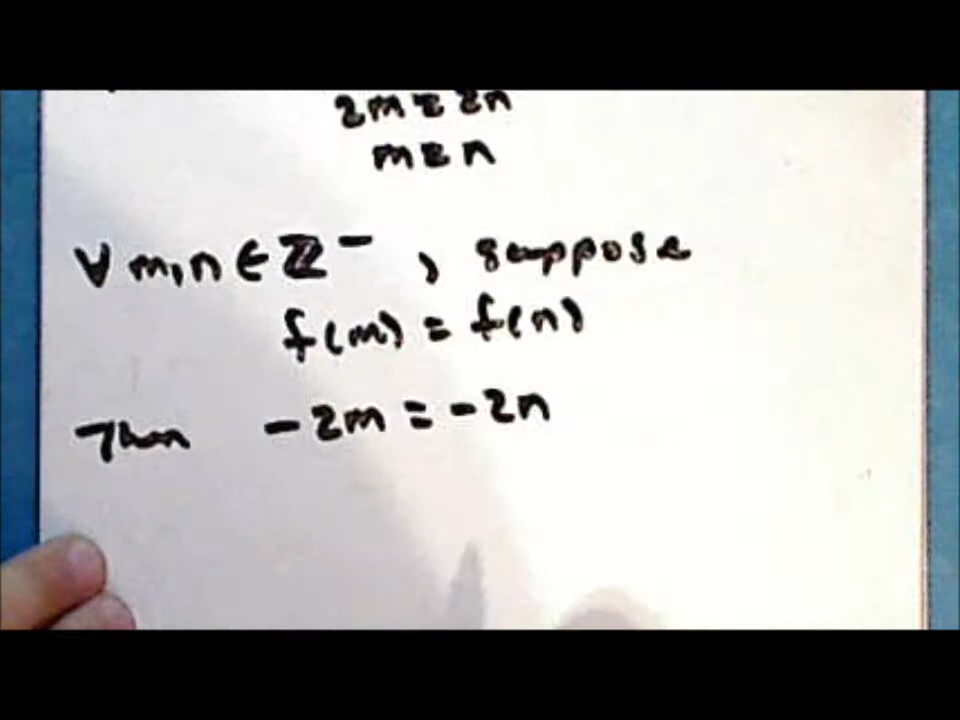 2m = 2n
m = n
∀ m, n ∈ ℤ⁻ , suppose
f(m) = f(n)
Then -2m = -2n